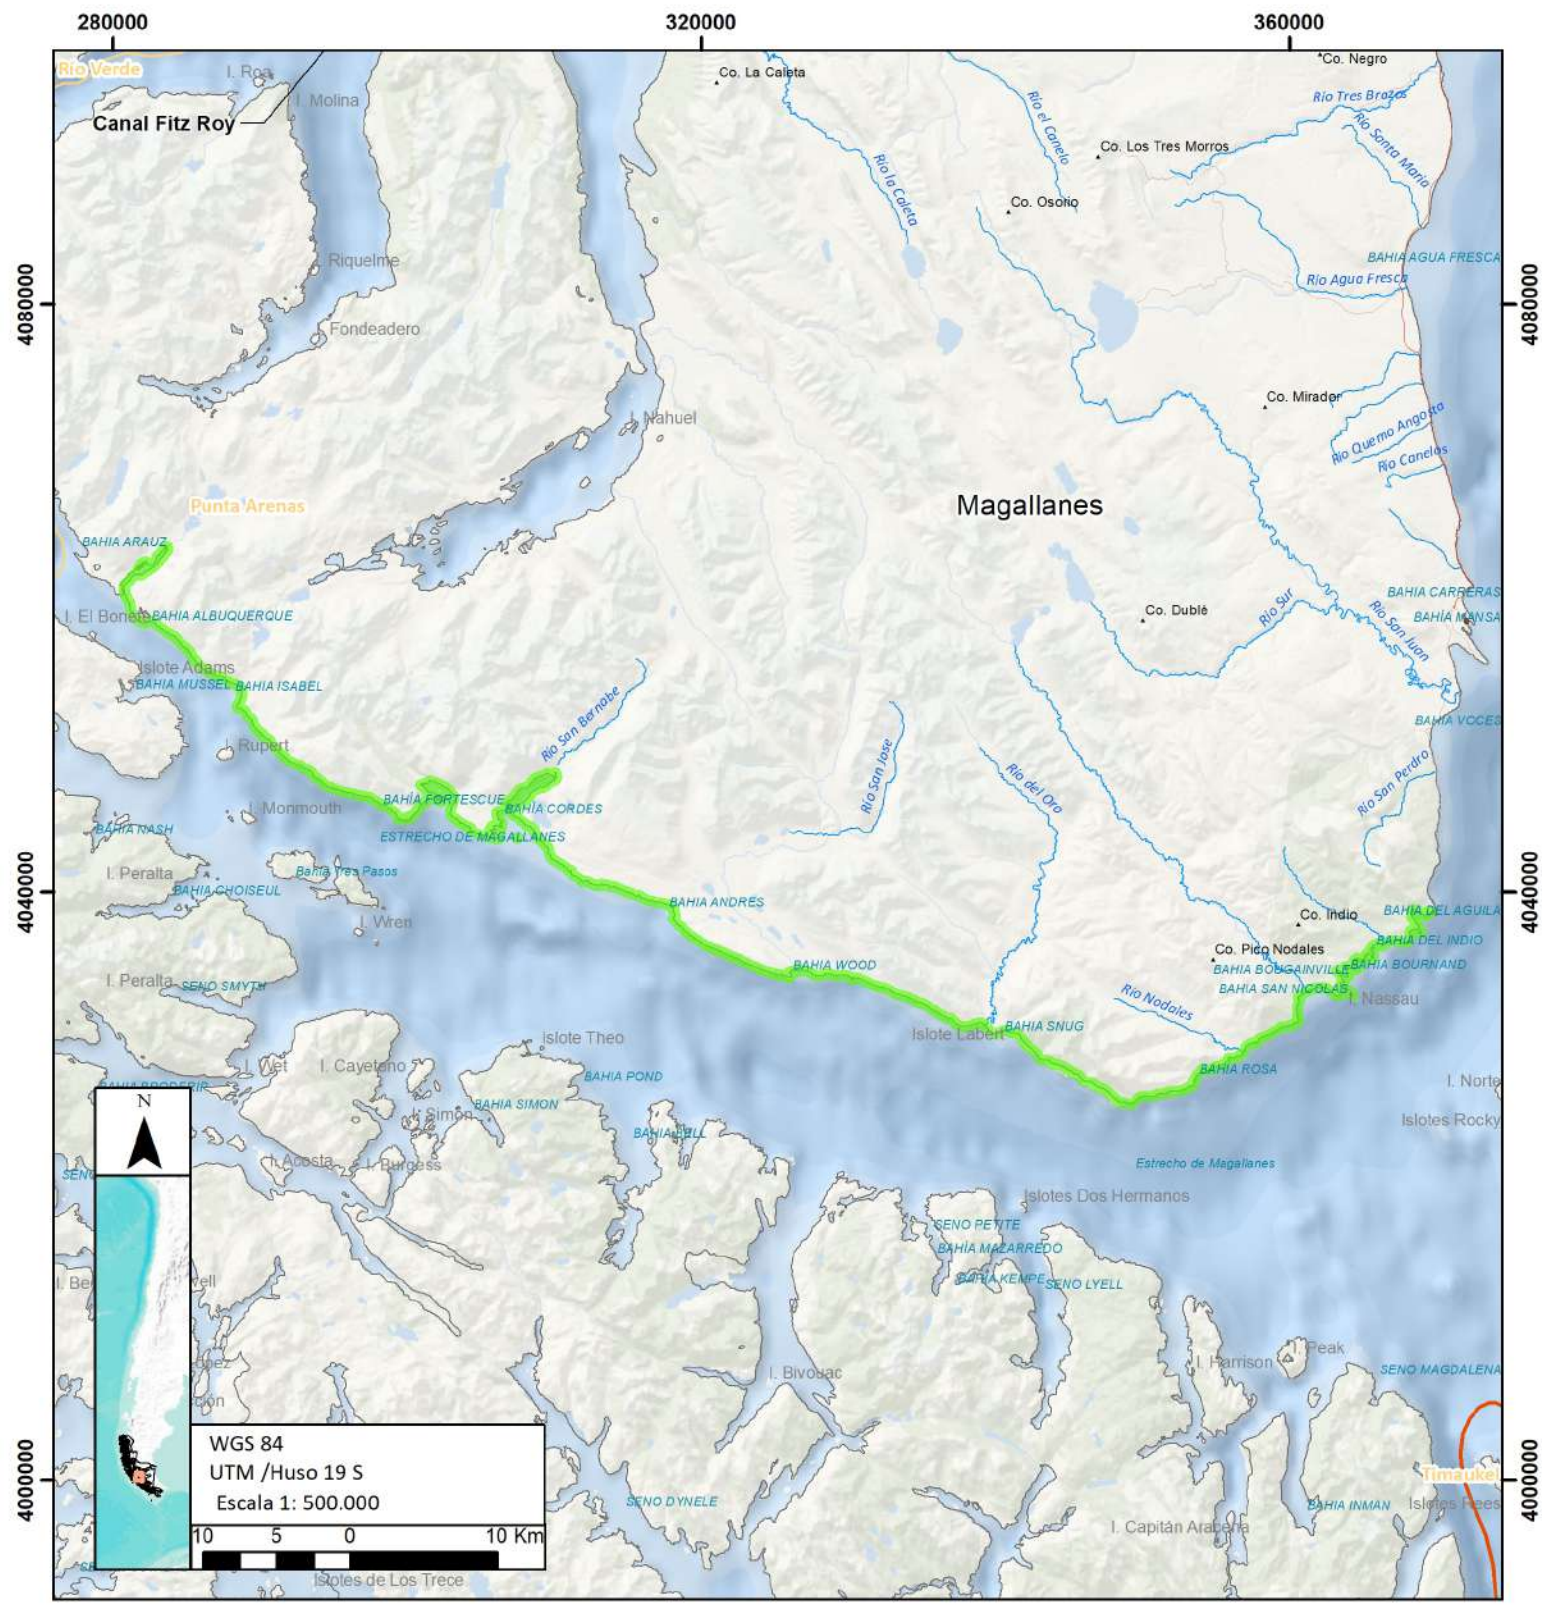 280000
320000
360000
Río Verde
I. Roa
Co. La Caleta
Co. Negro
I. Molina
Río Tres Brazos
Canal Fitz Roy
Río el Canelo
Río Santa Maria
Co. Los Tres Morros
Río la Caleta
Co. Osorio
BAHIA AGUA FRESCA
Riquelme
Río Agua Fresca
4080000
4080000
Fondeadero
Co. Mirador
I. Nahuel
Río Quemo Angosta
Río Canelos
Punta Arenas
Magallanes
BAHIA ARAUZ
BAHIA CARRERAS
Co. Dublé
Río Sur
I. El Bonete
BAHIA ALBUQUERQUE
BAHÍA MANSA
Río San Juan
Islote Adams
BAHIA MUSSEL
BAHIA ISABEL
Río San Bernabe
BAHIA VOCES
I. Rupert
Río San Jose
Río del Oro
Río San Perdro
BAHÍA FORTESCUE
BAHÍA CORDES
I. Monmouth
BAHIA NASH
ESTRECHO DE MAGALLANES
I. Peralta
Bahía Tres Pasos
BAHIA CHOISEUL
4040000
4040000
BAHIA ANDRES
BAHIA DEL AGUILA
I. Wren
Co. Indio
BAHIA DEL INDIO
Co. Pico Nodales
BAHIA WOOD
BAHIA BOUGAINVILLE
BAHIA BOURNAND
I. Peralta
SENO SMYTH
BAHIA SAN NICOLAS
I. Nassau
Río Nodales
BAHIA SNUG
Islote Labert
islote Theo
I. Wet
I. Cayetano
BAHIA ROSA
BAHIA POND
I. Norte
BAHIA BRODERIP
BAHIA SIMON
N
I. Simón
Islotes Rocky
BAHIA BELL
I. Acosta
I. Burgess
Estrecho de Magallanes
SENO
Islotes Dos Hermanos
SENO PETITE
BAHÍA MAZARREDO
BAHIA KEMPE
SENO LYELL
I. Peak
I. Harrison
SENO MAGDALENA
I. Bivouac
WGS 84
UTM /Huso 19 S
Escala 1: 500.000
Timaukel
4000000
4000000
SENO DYNELE
BAHIA INMAN
Islotes Rees
I. Capitán Aracena
10 5 0 10 Km
Islotes de Los Trece